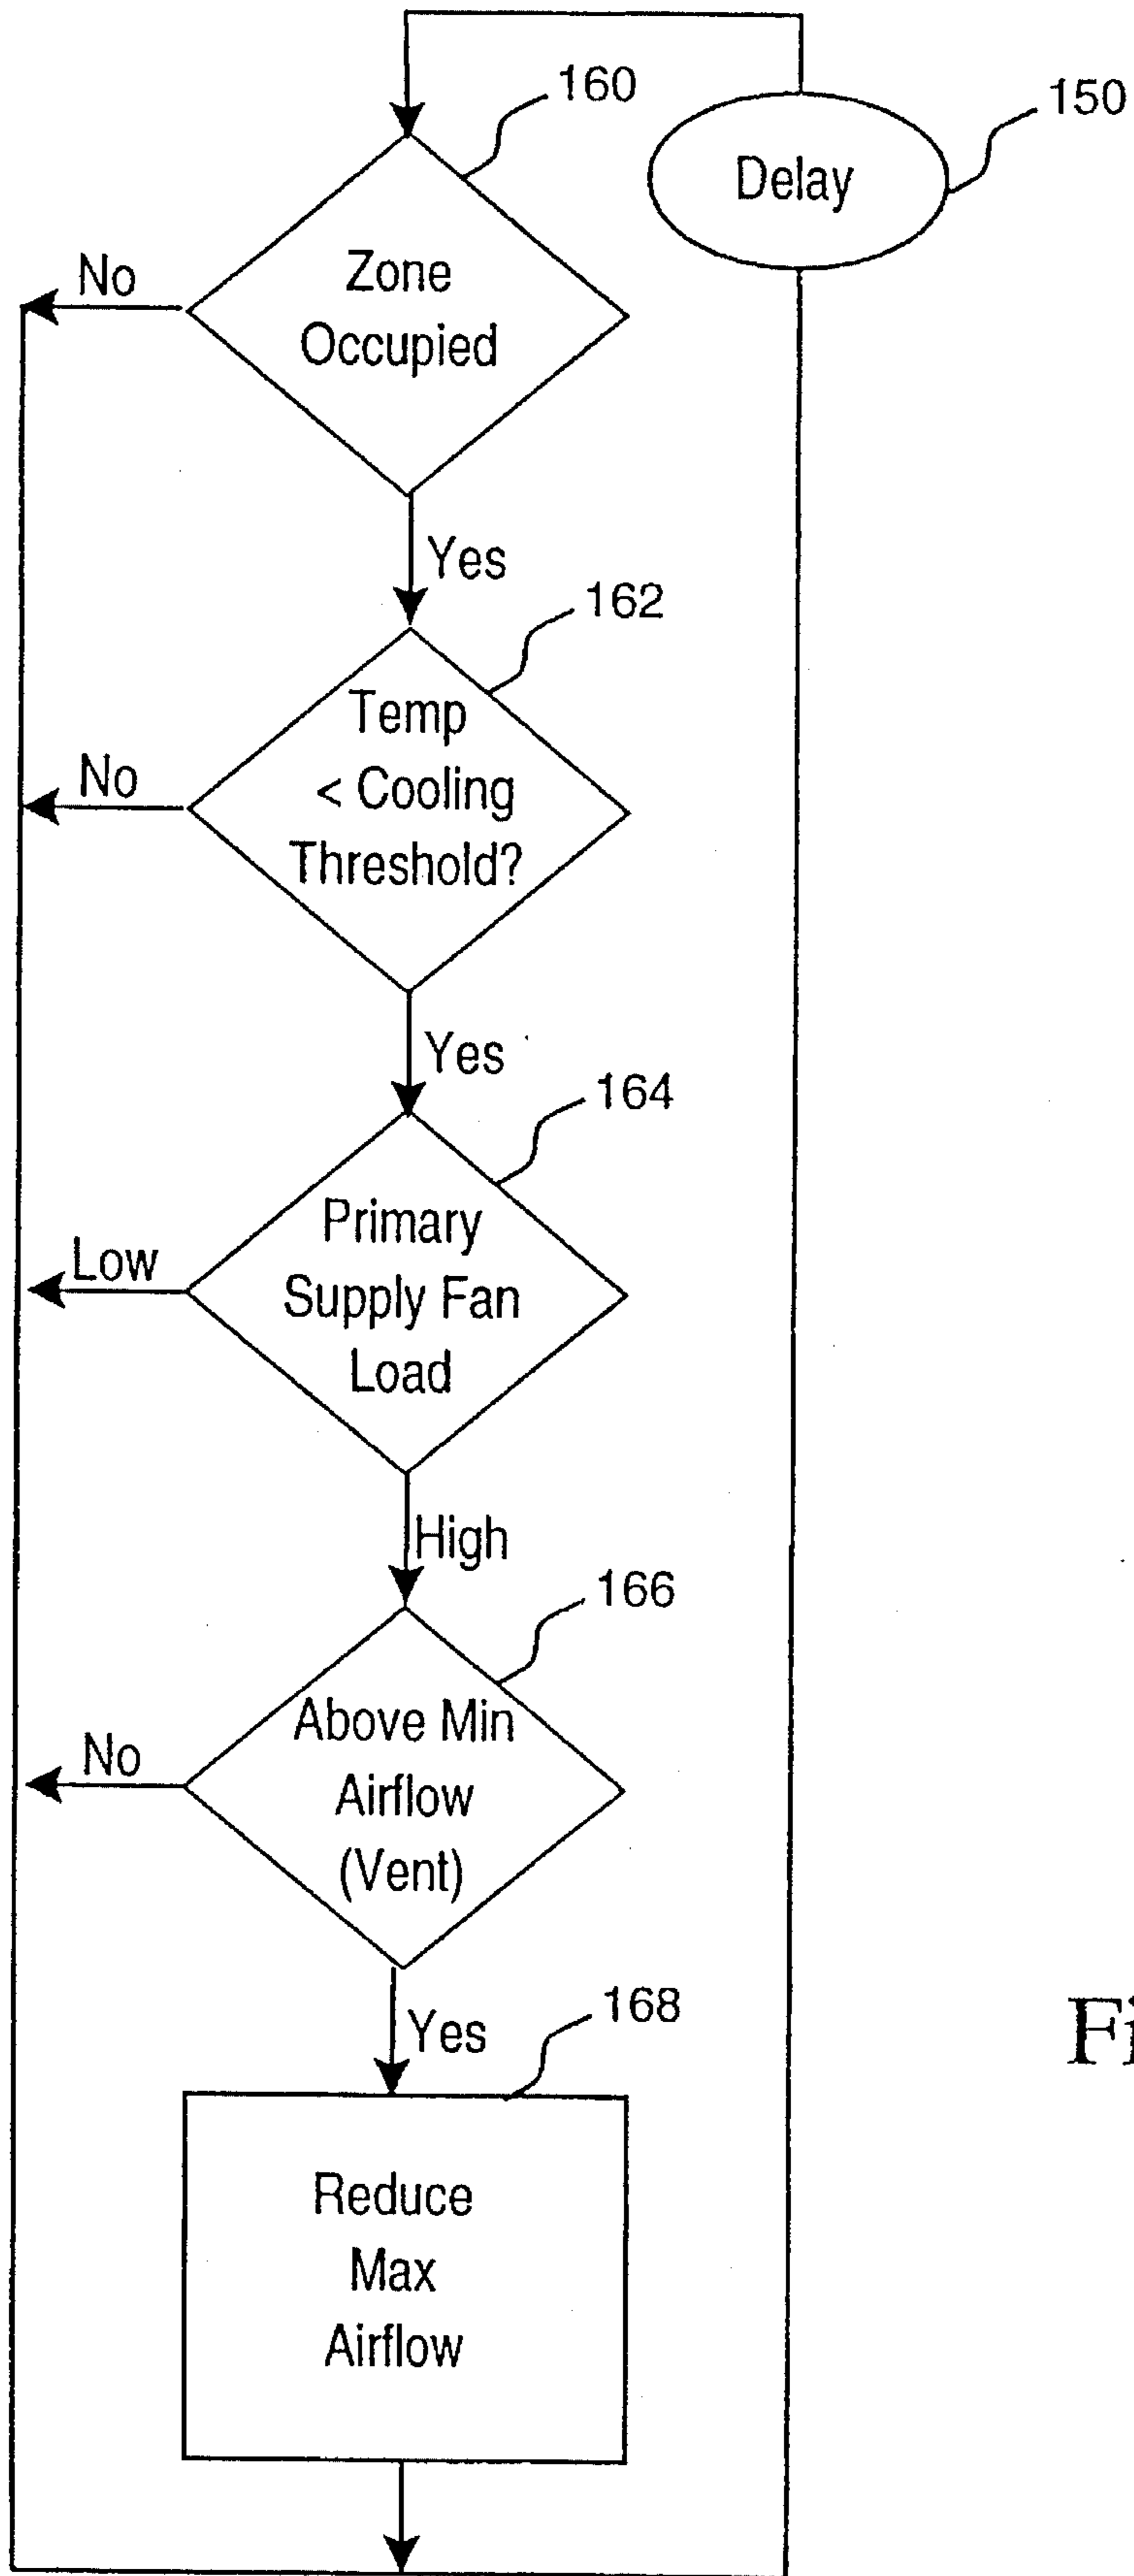 160
150
Delay
Zone
Occupied
No
Yes
162
Temp
< Cooling
Threshold?
No
Yes
164
Primary
Supply Fan
Load
Low
High
166
Above Min
Airflow
(Vent)
No
Yes
168
Reduce
Max
Airflow